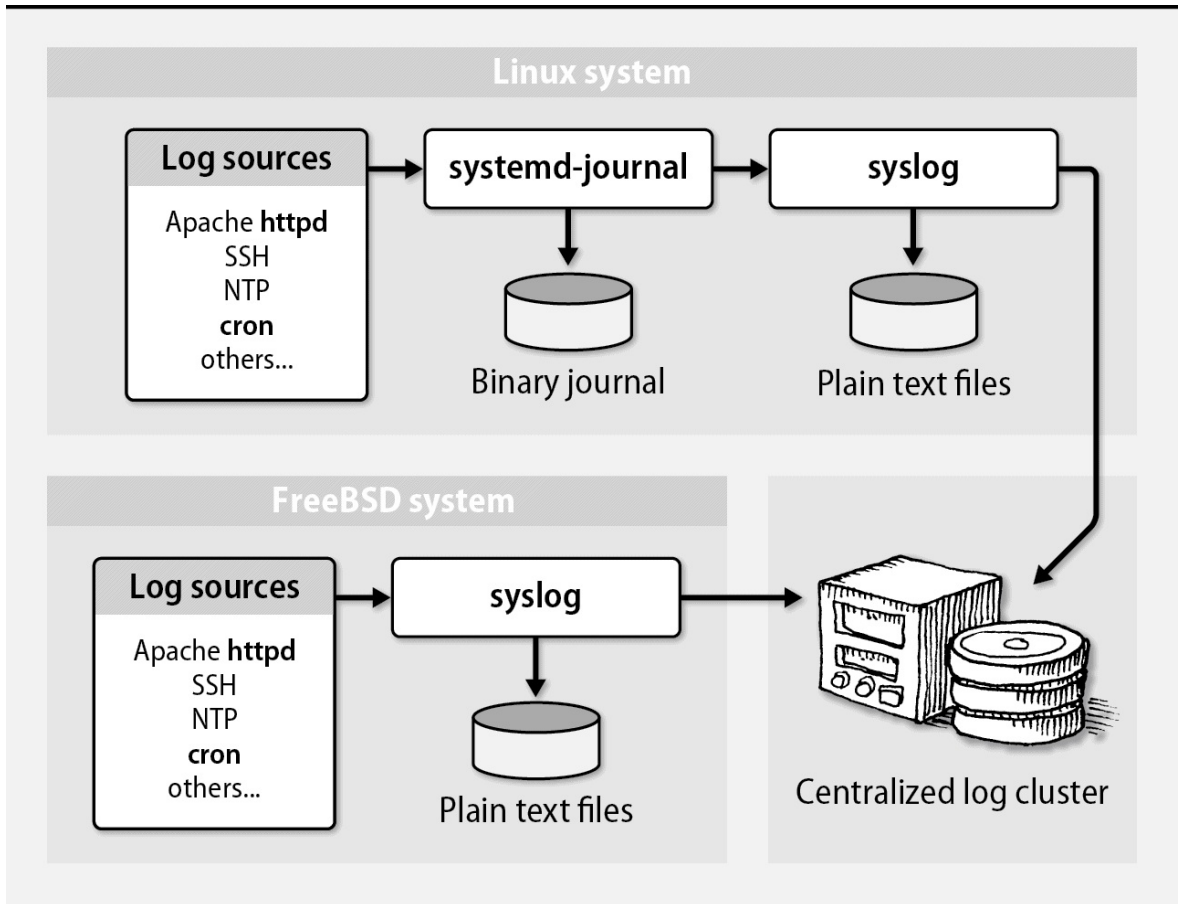 Linux system
Log sources
Apache httpd
SSH
NTP
cron
others...
systemd-journal
Binary journal
syslog
Plain text files
FreeBSD system
Log sources
Apache httpd
SSH
NTP
cron
others...
syslog
Plain text files
Centralized log cluster